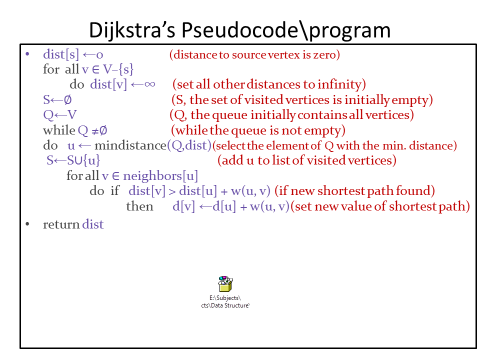 Dijkstra's Pseudocode\program
• dist[s] ←o (distance to source vertex is zero)
for all v ∈ V–{s}
do dist[v] ←∞ (set all other distances to infinity)
S←∅ (S, the set of visited vertices is initially empty)
Q←V (Q, the queue initially contains all vertices)
while Q ≠∅ (while the queue is not empty)
do u ← mindistance(Q,dist)(select the element of Q with the min. distance)
S←S∪{u} (add u to list of visited vertices)
for all v ∈ neighbors[u]
do if dist[v] > dist[u] + w(u, v) (if new shortest path found)
then d[v] ←d[u] + w(u, v)(set new value of shortest path)
• return dist
E:\Subjects\
cts\Data Structure\